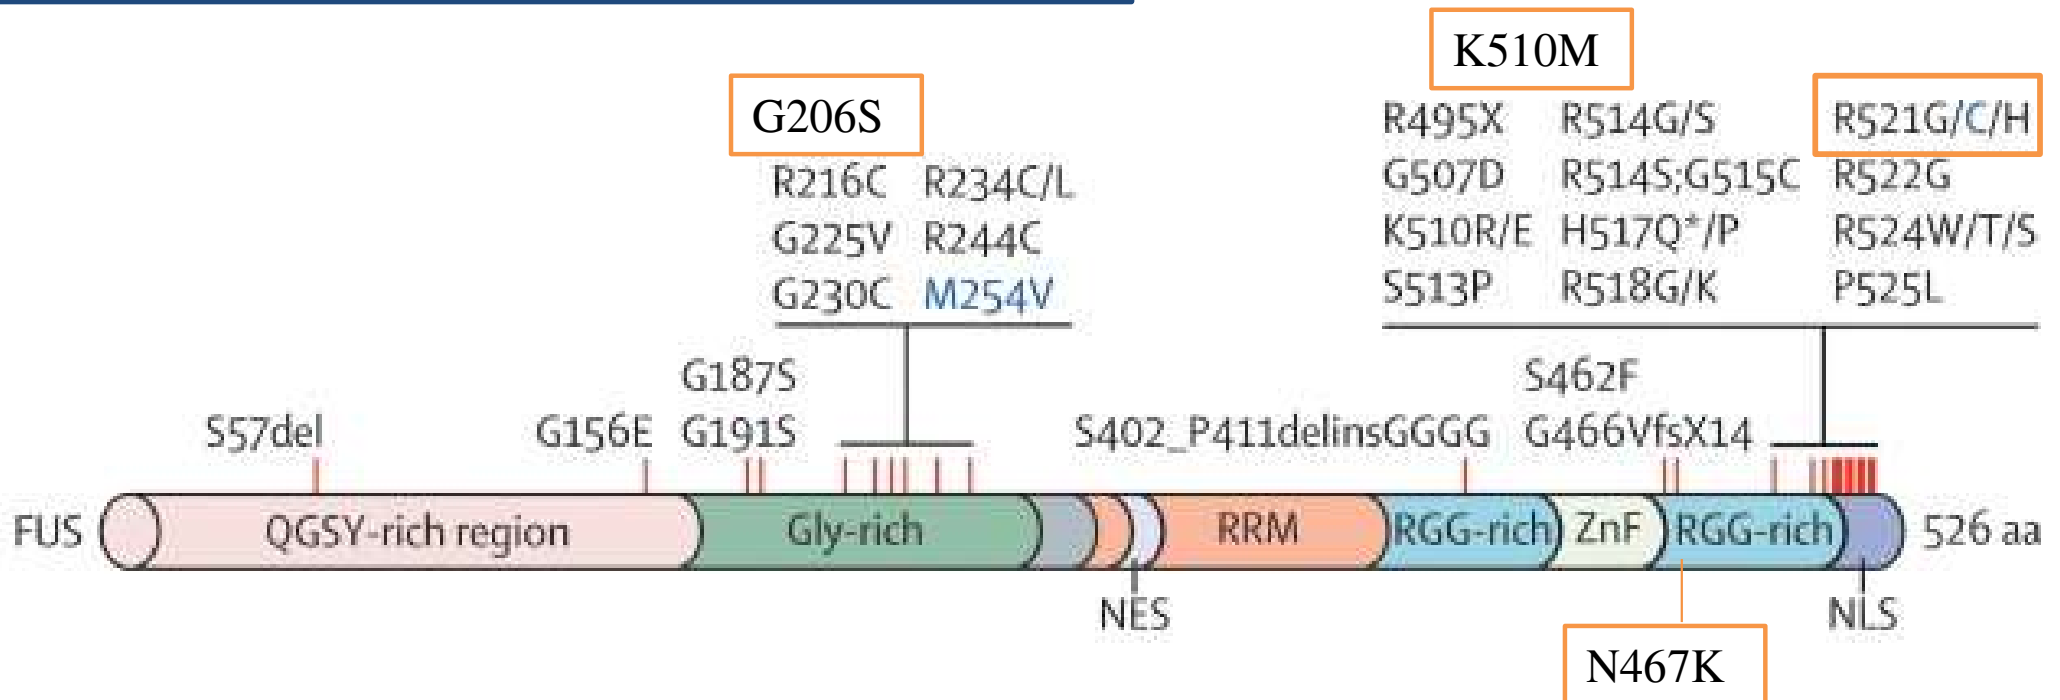 K510M
G206S
R495X R514G/S R521G/C/H
R216C R234C/L
G507D R514S;G515C R522G
G225V R244C
K510R/E H517Q*/P R524W/T/S
G230C M254V
S513P R518G/K P525L
G187S
S462F
S57del G156E G191S S402_P411delinsGGGG G466VfsX14
FUS QGSY-rich region Gly-rich RRM RGG-rich ZnF RGG-rich 526 aa
NES NLS
N467K